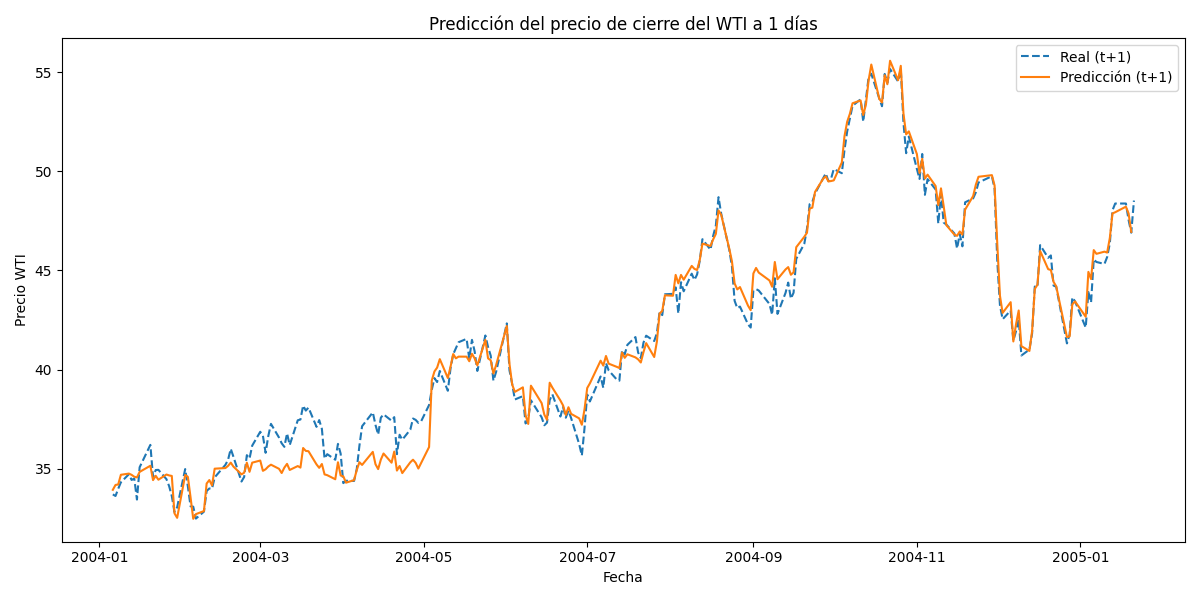 Predicción del precio de cierre del WTI a 1 días
Real (t+1)
Predicción (t+1)
Precio WTI
55
50
45
40
35
2004-01
2004-03
2004-05
2004-07
2004-09
2004-11
2005-01
Fecha